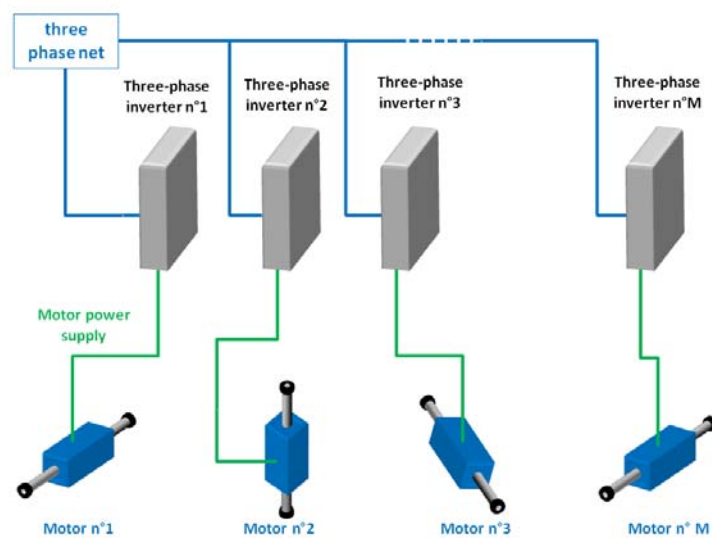 three
phase net
Three-phase
inverter n°1
Three-phase
inverter n°2
Three-phase
inverter n°3
Three-phase
inverter n°M
Motor power
supply
Motor n°1
Motor n°2
Motor n°3
Motor n° M